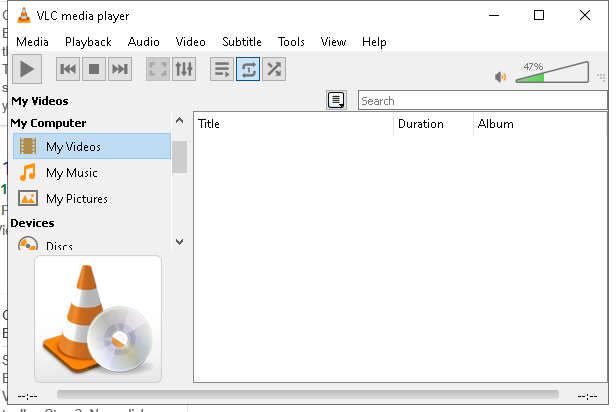 VLC media player
Media Playback Audio Video Subtitle Tools View Help
47%
My Videos
Search
My Computer
Title Duration Album
My Videos
My Music
My Pictures
Devices
Discs
--:-- --:--